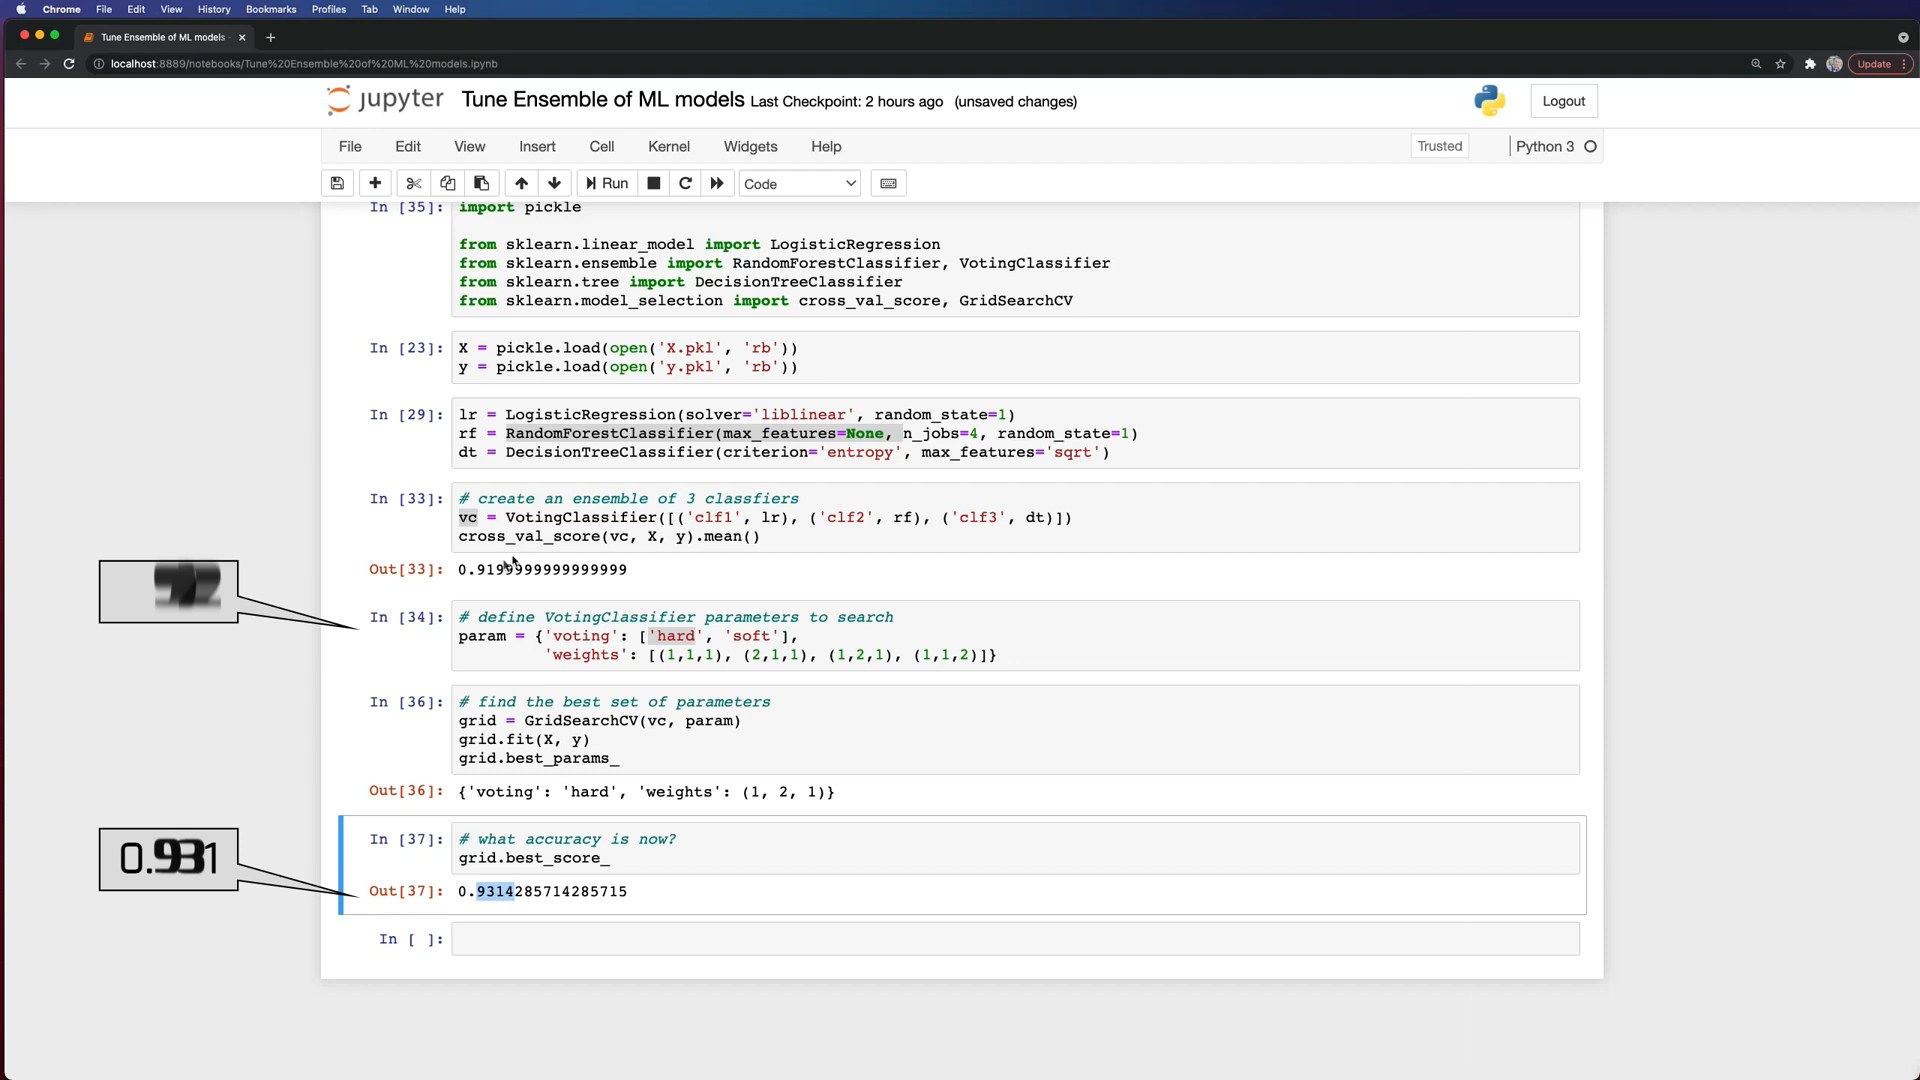 Chrome File Edit View History Bookmarks Profiles Tab Window Help
Tune Ensemble of ML models -
localhost:8889/notebooks/Tune%20Ensemble%20of%20ML%20models.ipynb
Update
jupyter Tune Ensemble of ML models Last Checkpoint: 2 hours ago (unsaved changes)
Logout
File Edit View Insert Cell Kernel Widgets Help
Trusted
Python 3
Run
Code
In [35]: import pickle
from sklearn.linear_model import LogisticRegression
from sklearn.ensemble import RandomForestClassifier, VotingClassifier
from sklearn.tree import DecisionTreeClassifier
from sklearn.model_selection import cross_val_score, GridSearchCV
In [23]: X = pickle.load(open('X.pkl', 'rb'))
y = pickle.load(open('y.pkl', 'rb'))
In [29]: lr = LogisticRegression(solver='liblinear', random_state=1)
rf = RandomForestClassifier(max_features=None, n_jobs=4, random_state=1)
dt = DecisionTreeClassifier(criterion='entropy', max_features='sqrt')
In [33]: # create an ensemble of 3 classfiers
vc = VotingClassifier([('clf1', lr), ('clf2', rf), ('clf3', dt)])
cross_val_score(vc, X, y).mean()
Out[33]: 0.9199999999999999
In [34]: # define VotingClassifier parameters to search
param = {'voting': ['hard', 'soft'],
'weights': [(1,1,1), (2,1,1), (1,2,1), (1,1,2)]}
In [36]: # find the best set of parameters
grid = GridSearchCV(vc, param)
grid.fit(X, y)
grid.best_params_
Out[36]: {'voting': 'hard', 'weights': (1, 2, 1)}
In [37]: # what accuracy is now?
grid.best_score_
0.931
Out[37]: 0.9314285714285715
In [ ]: